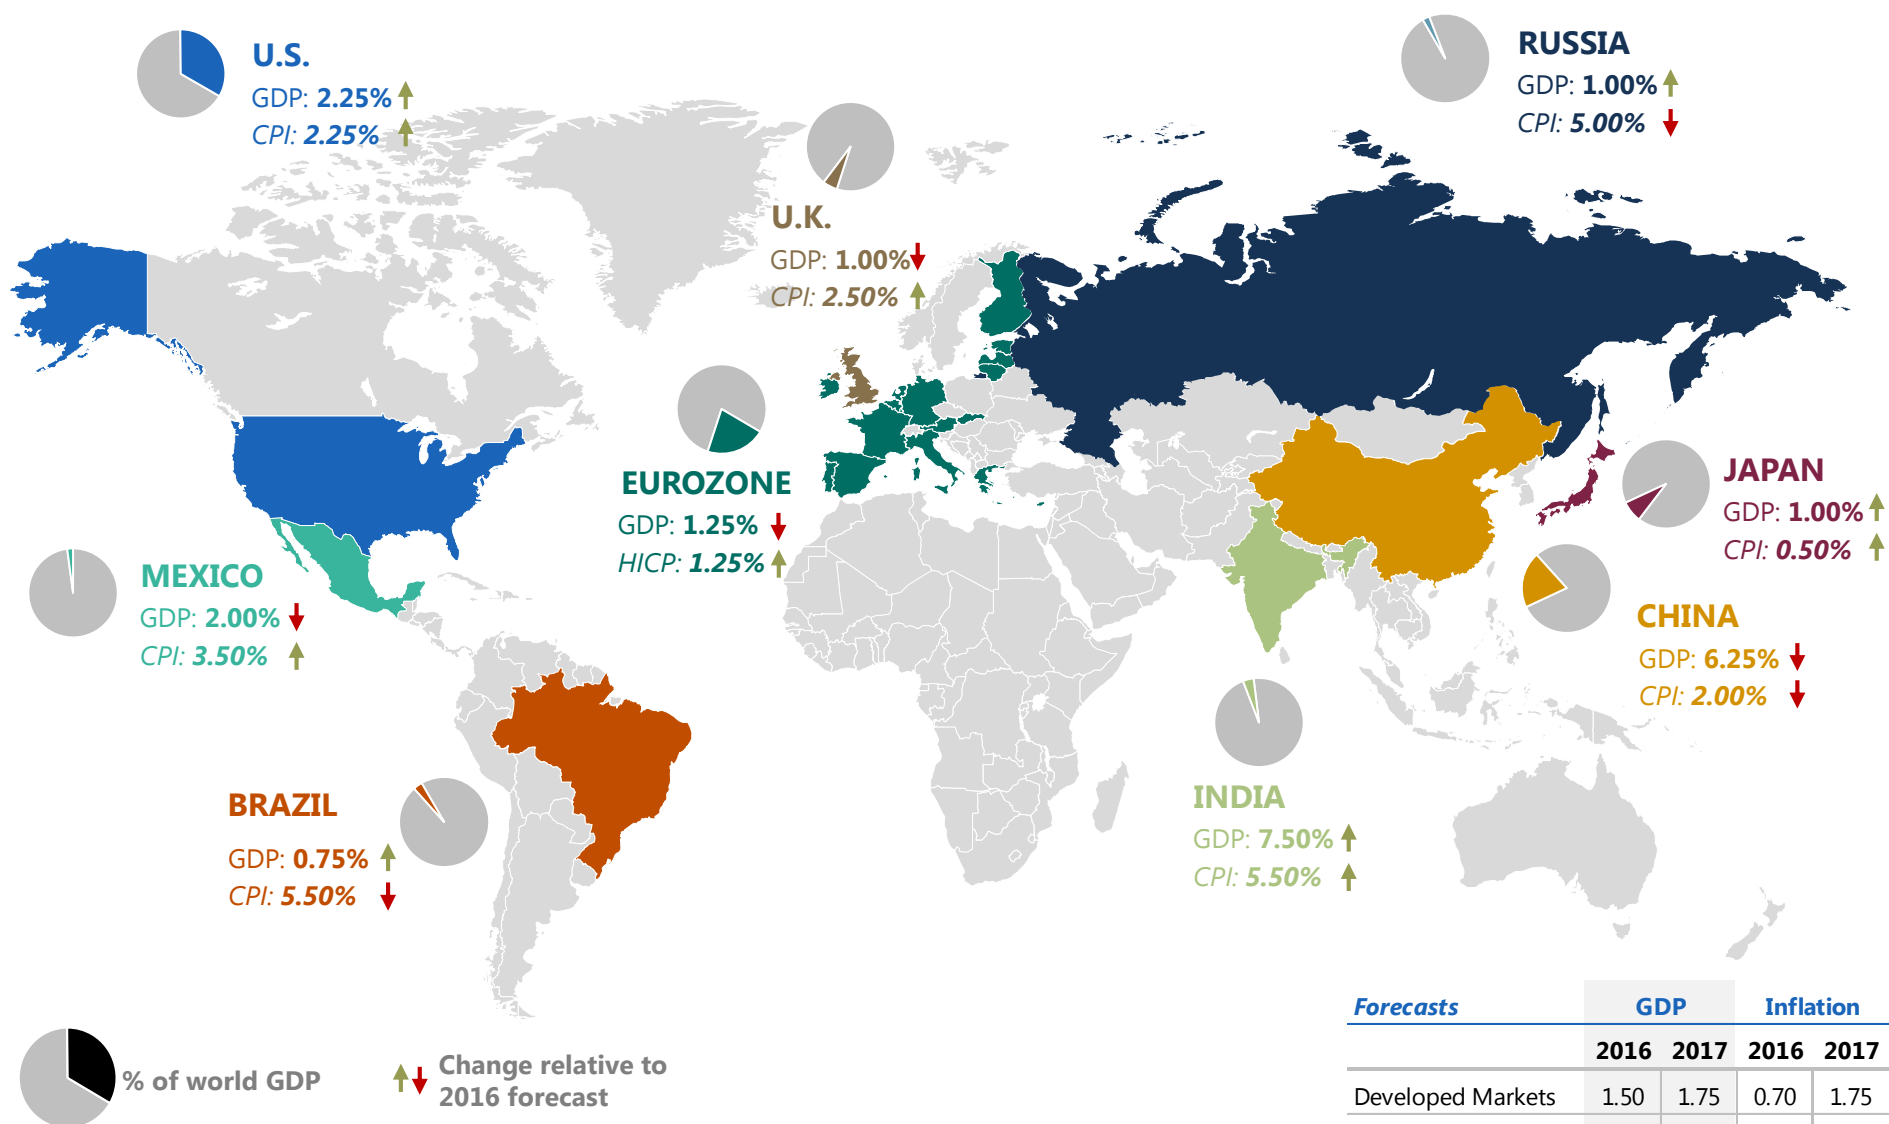 U.S.
GDP: 2.25%
CPI: 2.25%
RUSSIA
GDP: 1.00%
CPI: 5.00%
U.K.
GDP: 1.00%
CPI: 2.50%
EUROZONE
GDP: 1.25%
HICP: 1.25%
JAPAN
GDP: 1.00%
CPI: 0.50%
MEXICO
GDP: 2.00%
CPI: 3.50%
CHINA
GDP: 6.25%
CPI: 2.00%
BRAZIL
GDP: 0.75%
CPI: 5.50%
INDIA
GDP: 7.50%
CPI: 5.50%
% of world GDP
Change relative to
2016 forecast
Forecasts GDP Inflation
2016 2017 2016 2017
Developed Markets 1.50 1.75 0.70 1.75